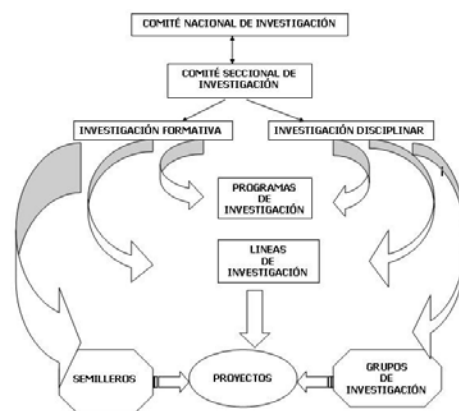 COMITÉ NACIONAL DE INVESTIGACIÓN
COMITÉ SECCIONAL DE
INVESTIGACIÓN
INVESTIGACIÓN FORMATIVA
INVESTIGACIÓN DISCIPLINAR
PROGRAMAS
DE
INVESTIGACIÓN
LINEAS
DE
INVESTIGACIÓN
SEMILLEROS
PROYECTOS
GRUPOS
DE
INVESTIGACIÓN